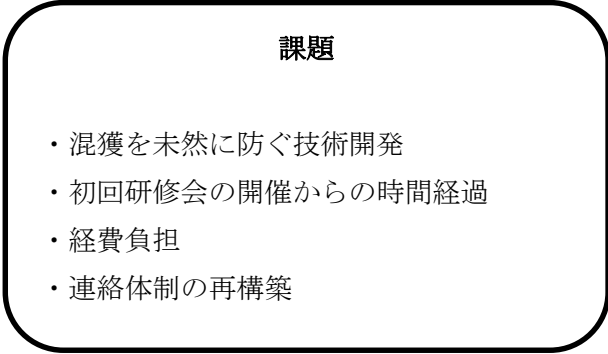 課題
・混獲を未然に防ぐ技術開発
・初回研修会の開催からの時間経過
・経費負担
・連絡体制の再構築